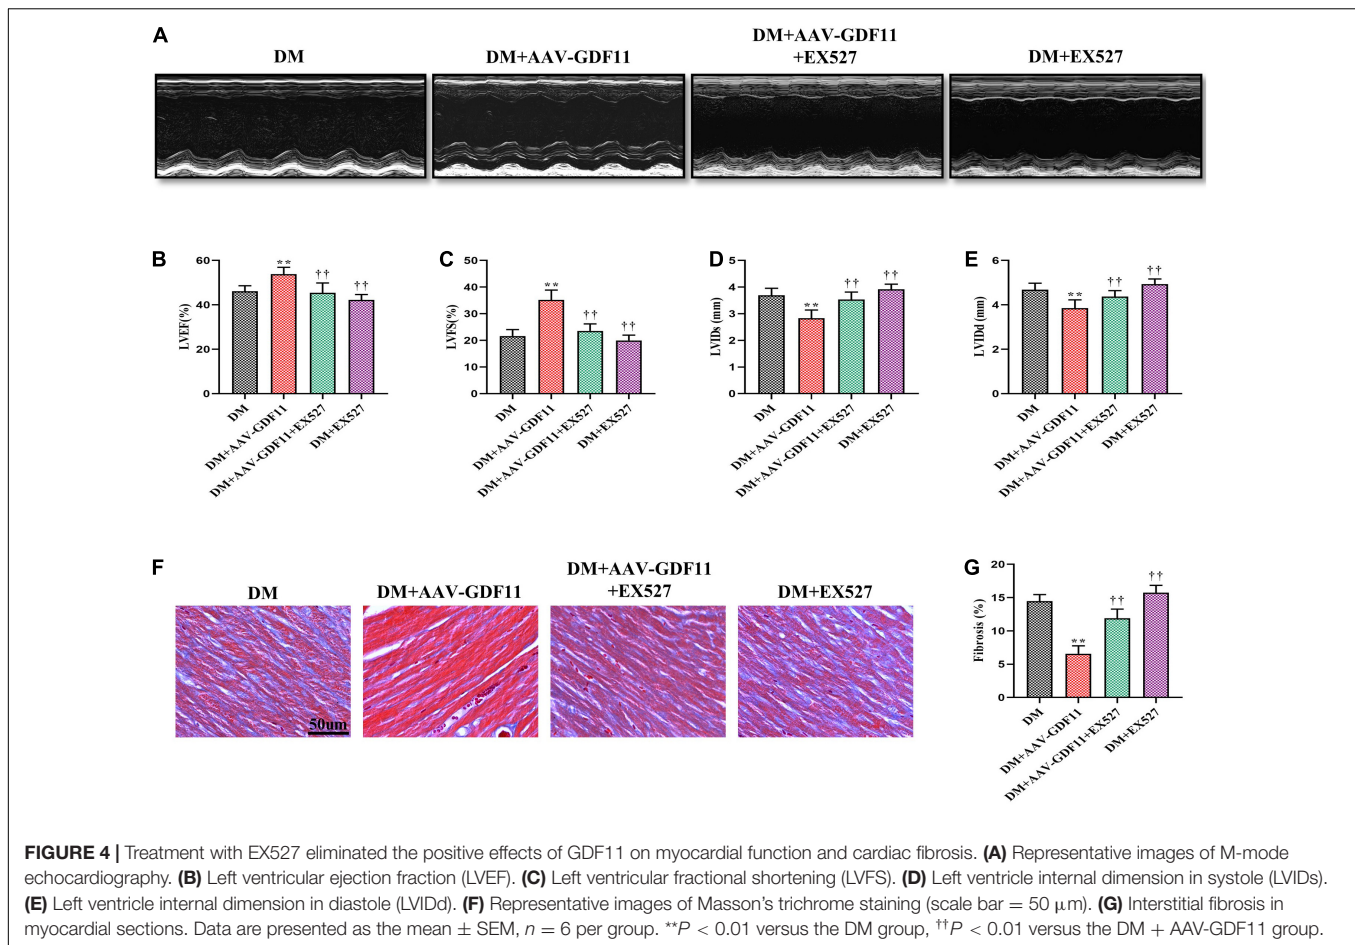 A
DM
DM+AAV-GDF11
DM+AAV-GDF11
+EX527
DM+EX527
B
LVEF(%)
60
40
20
0
**
††
††
DM
DM+AAV-GDF11
DM+AAV-GDF11+EX527
DM+EX527
C
LVFS(%)
50
40
30
20
10
0
**
††
††
DM
DM+AAV-GDF11
DM+AAV-GDF11+EX527
DM+EX527
D
LVIDs (mm)
5
4
3
2
1
0
**
††
††
DM
DM+AAV-GDF11
DM+AAV-GDF11+EX527
DM+EX527
E
LVIDd (mm)
6
4
2
0
**
††
††
DM
DM+AAV-GDF11
DM+AAV-GDF11+EX527
DM+EX527
F
DM
DM+AAV-GDF11
DM+AAV-GDF11
+EX527
DM+EX527
50um
G
Fibrosis (%)
20
15
10
5
0
**
††
††
DM
DM+AAV-GDF11
DM+AAV-GDF11+EX527
DM+EX527
FIGURE 4 | Treatment with EX527 eliminated the positive effects of GDF11 on myocardial function and cardiac fibrosis. (A) Representative images of M-mode
echocardiography. (B) Left ventricular ejection fraction (LVEF). (C) Left ventricular fractional shortening (LVFS). (D) Left ventricle internal dimension in systole (LVIDs).
(E) Left ventricle internal dimension in diastole (LVIDd). (F) Representative images of Masson's trichrome staining (scale bar = 50 μm). (G) Interstitial fibrosis in
myocardial sections. Data are presented as the mean ± SEM, n = 6 per group. **P < 0.01 versus the DM group, ††P < 0.01 versus the DM + AAV-GDF11 group.